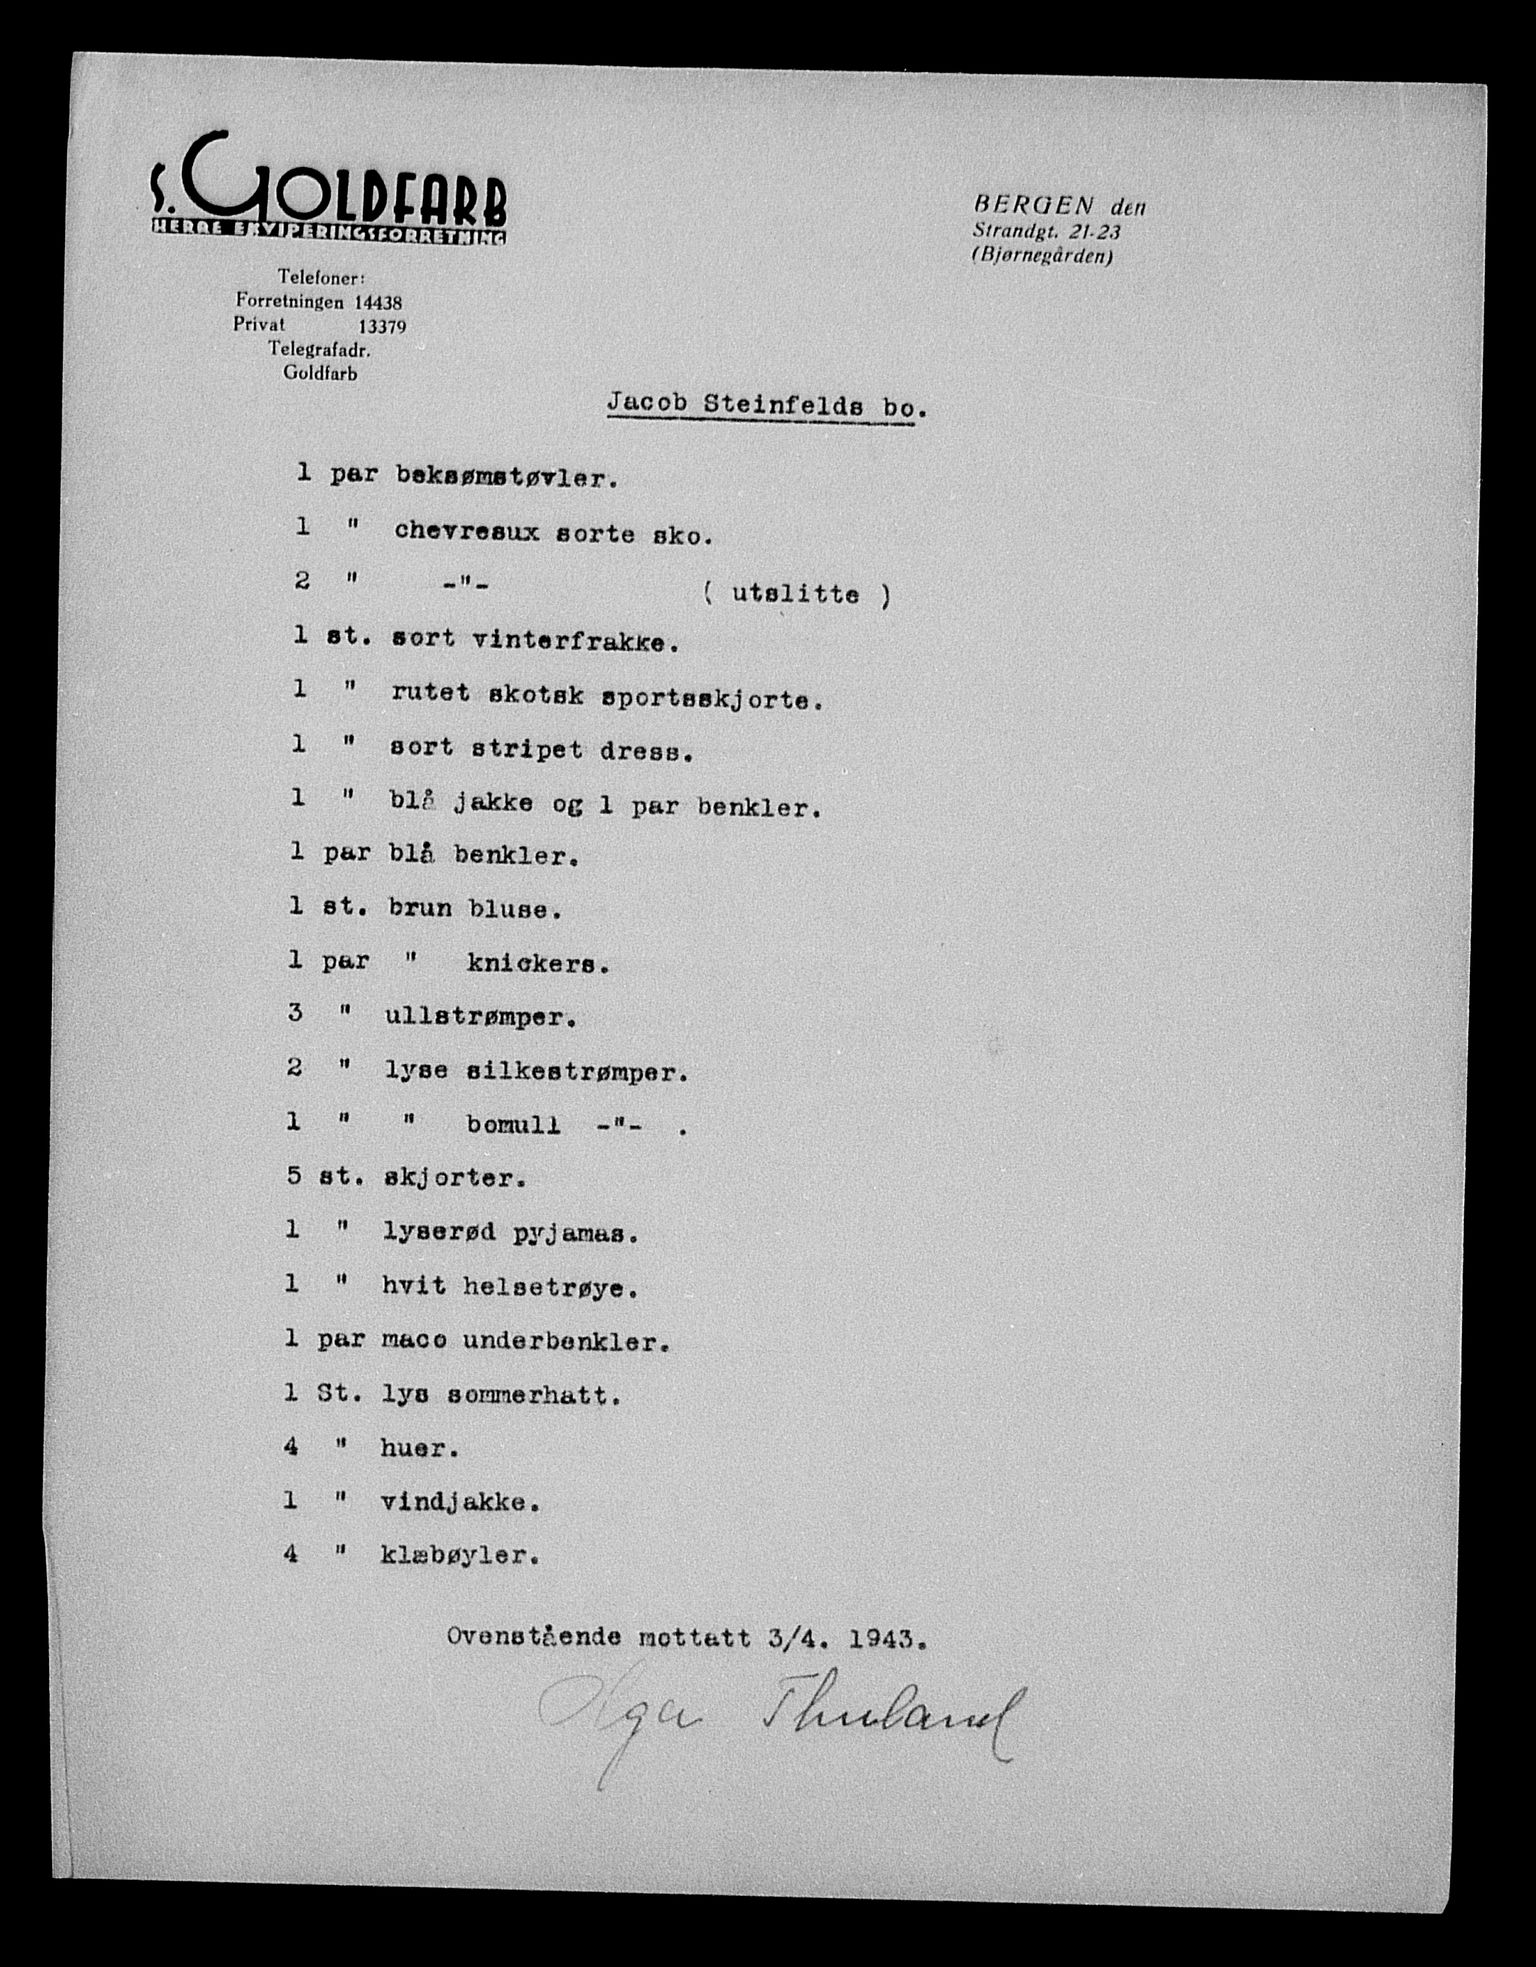 S. GOLDFARB
HERRE EKVIPERINGSFORRETNING
Telefoner:
Forretningen 14438
Privat 13379
Telegrafadr.
Goldfarb
BERGEN den
Strandgt. 21-23
(Bjørnegården)
Jacob Steinfelds bo.
1 par beksømstøvler.
1 " chevreaux sorte sko.
2 " -"- ( utslitte )
1 st. sort vinterfrakke.
1 " rutet skotsk sportsskjorte.
1 " sort stripet dress.
1 " blå jakke og 1 par benkler.
1 par blå benkler.
1 st. brun bluse.
1 par " knickers.
3 " ullstrømper.
2 " lyse silkestrømper.
1 " " bomull -"- .
5 st. skjorter.
1 " lyserød pyjamas.
1 " hvit helsetrøye.
1 par maco underbenkler.
1 St. lys sommerhatt.
4 " huer.
1 " vindjakke.
4 " klæbøyler.
Ovenstående mottatt 3/4. 1943.
Olga Thuland